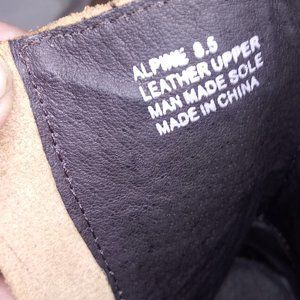 ALPINE 8.5
LEATHER UPPER
MAN MADE SOLE
MADE IN CHINA